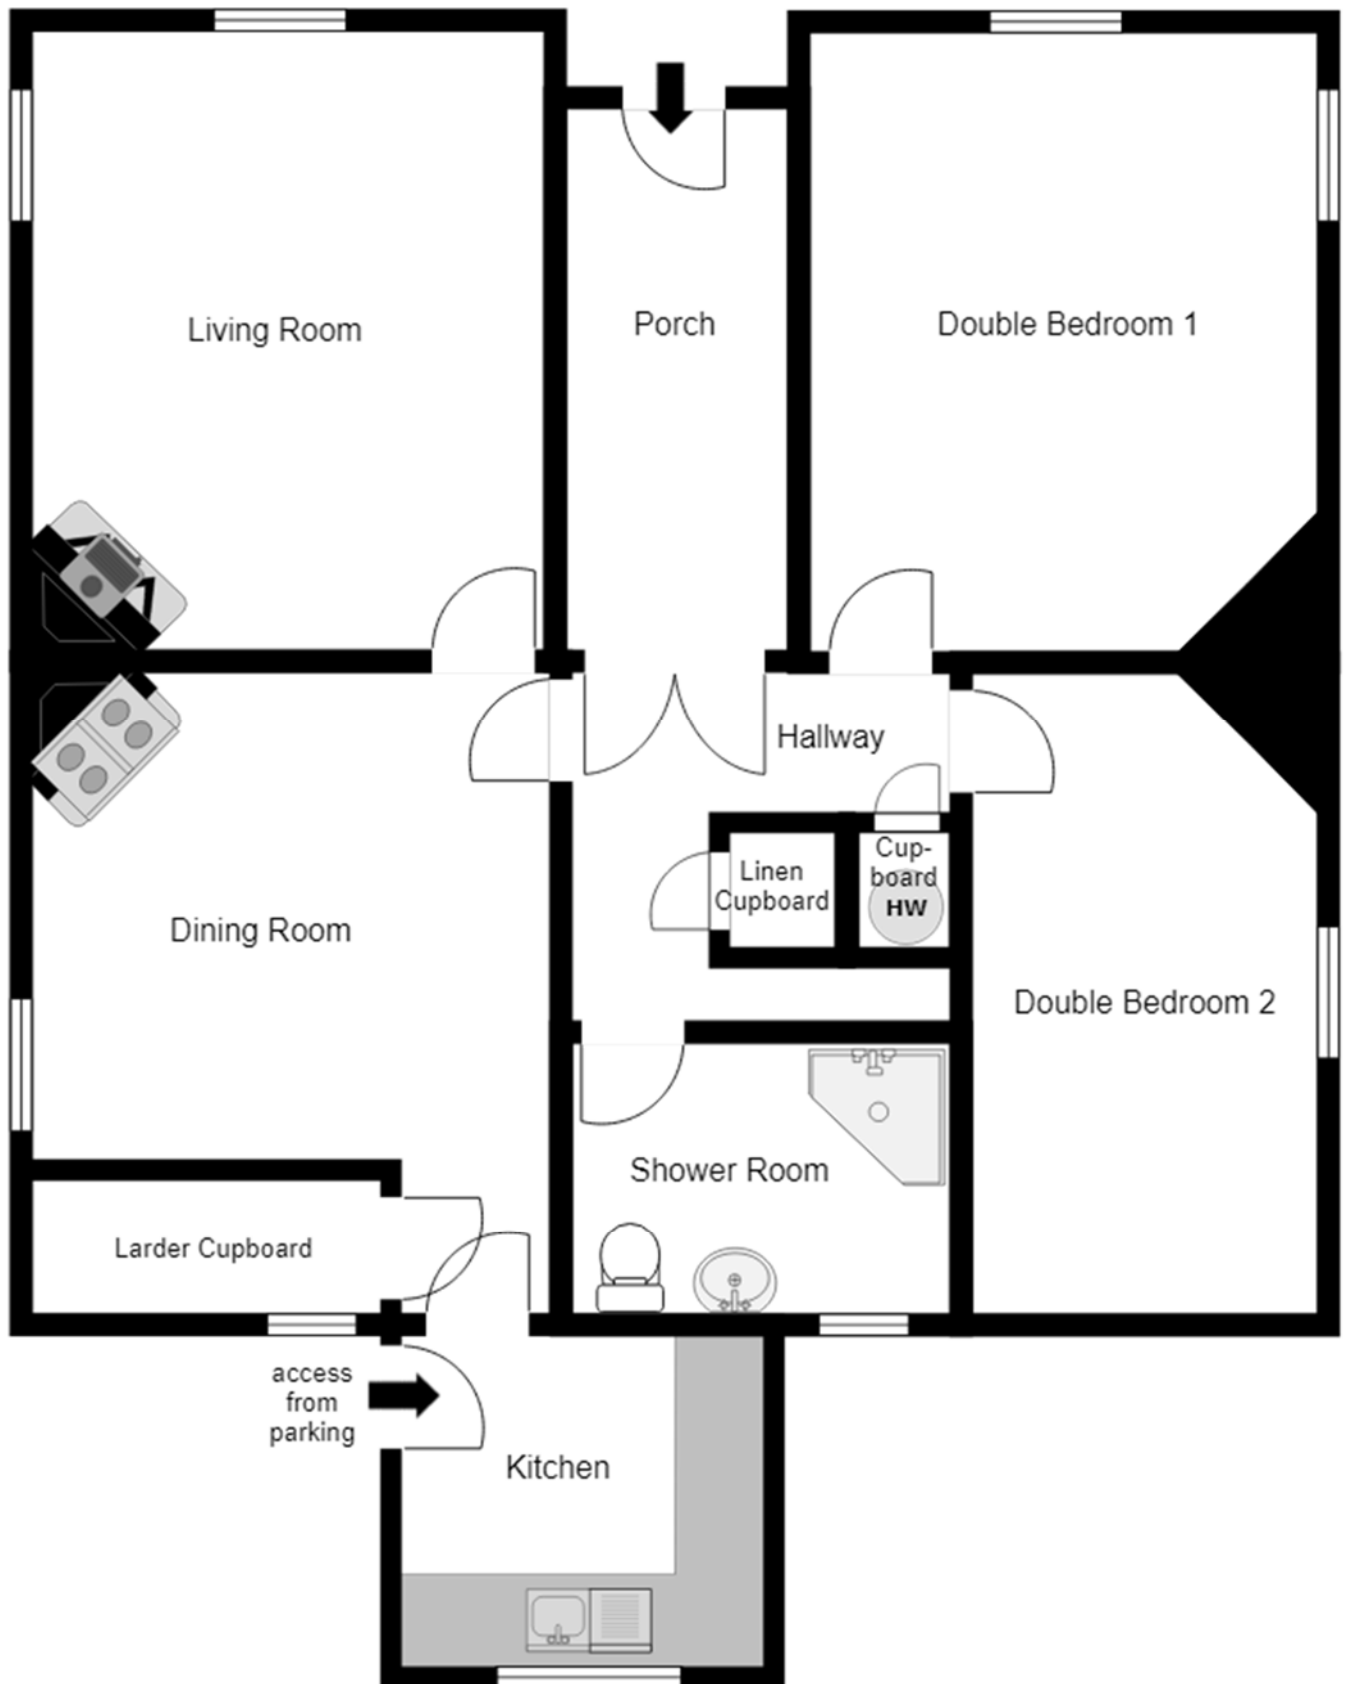 Living Room
Porch
Double Bedroom 1
Hallway
Cup-
board
HW
Linen
Cupboard
Dining Room
Double Bedroom 2
Shower Room
Larder Cupboard
access
from
parking
Kitchen